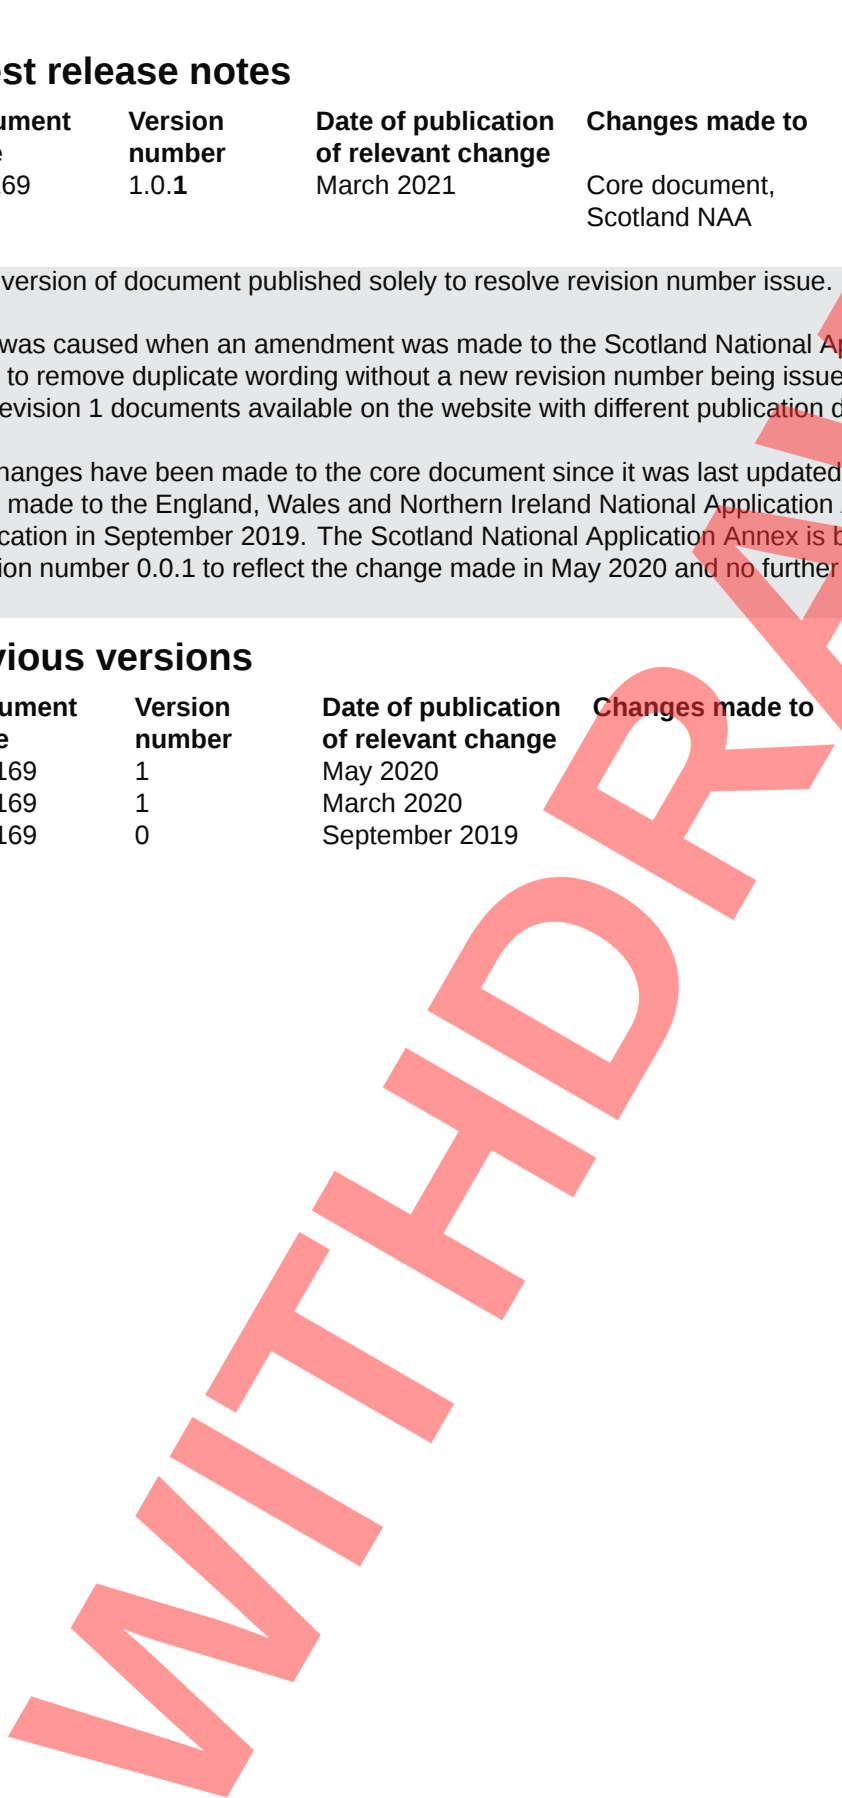 est release notes
ument Version Date of publication Changes made to
e number of relevant change
169 1.0.1 March 2021 Core document,
Scotland NAA
version of document published solely to resolve revision number issue.
was caused when an amendment was made to the Scotland National Ap
to remove duplicate wording without a new revision number being issue
evision 1 documents available on the website with different publication d
hanges have been made to the core document since it was last updated
made to the England, Wales and Northern Ireland National Application
cation in September 2019. The Scotland National Application Annex is b
ion number 0.0.1 to reflect the change made in May 2020 and no further
vious versions
ument Version Date of publication Changes made to
e number of relevant change
169 1 May 2020
169 1 March 2020
169 0 September 2019
WITHDRA